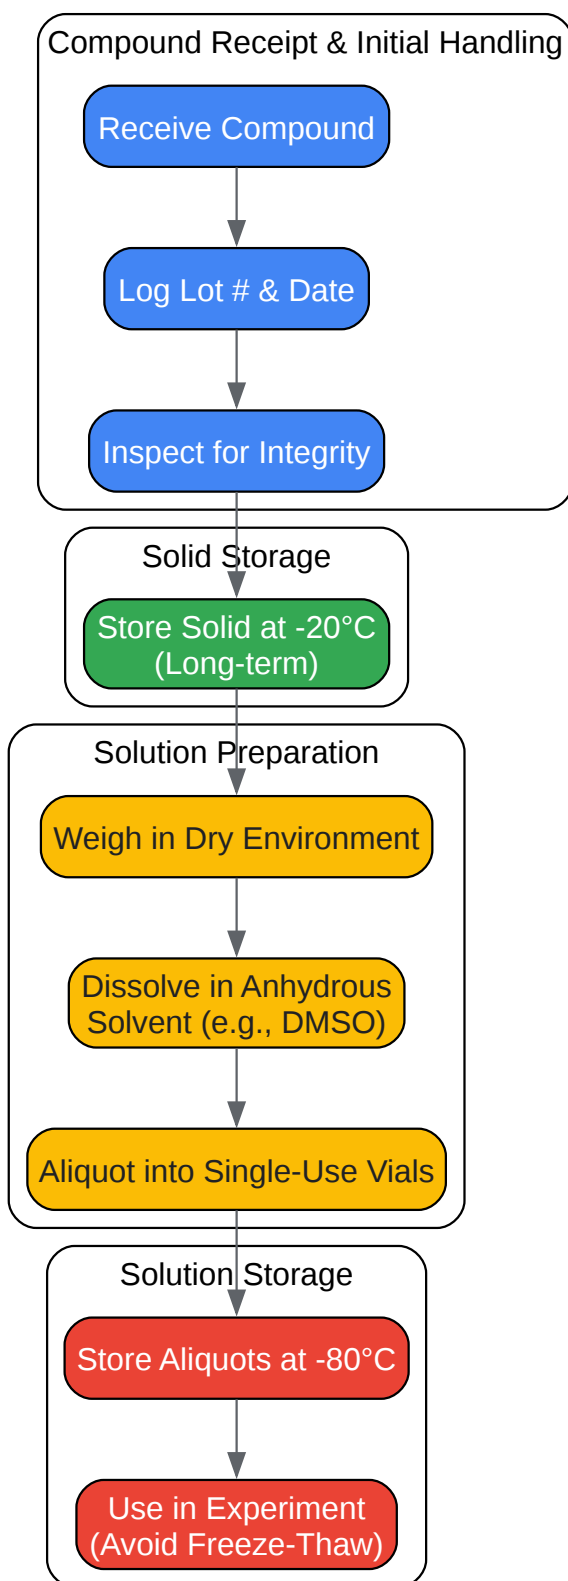 Compound Receipt & Initial Handling
Receive Compound
Log Lot # & Date
Inspect for Integrity
Solid Storage
Store Solid at -20°C
(Long-term)
Solution Preparation
Weigh in Dry Environment
Dissolve in Anhydrous
Solvent (e.g., DMSO)
Aliquot into Single-Use Vials
Solution Storage
Store Aliquots at -80°C
Use in Experiment
(Avoid Freeze-Thaw)